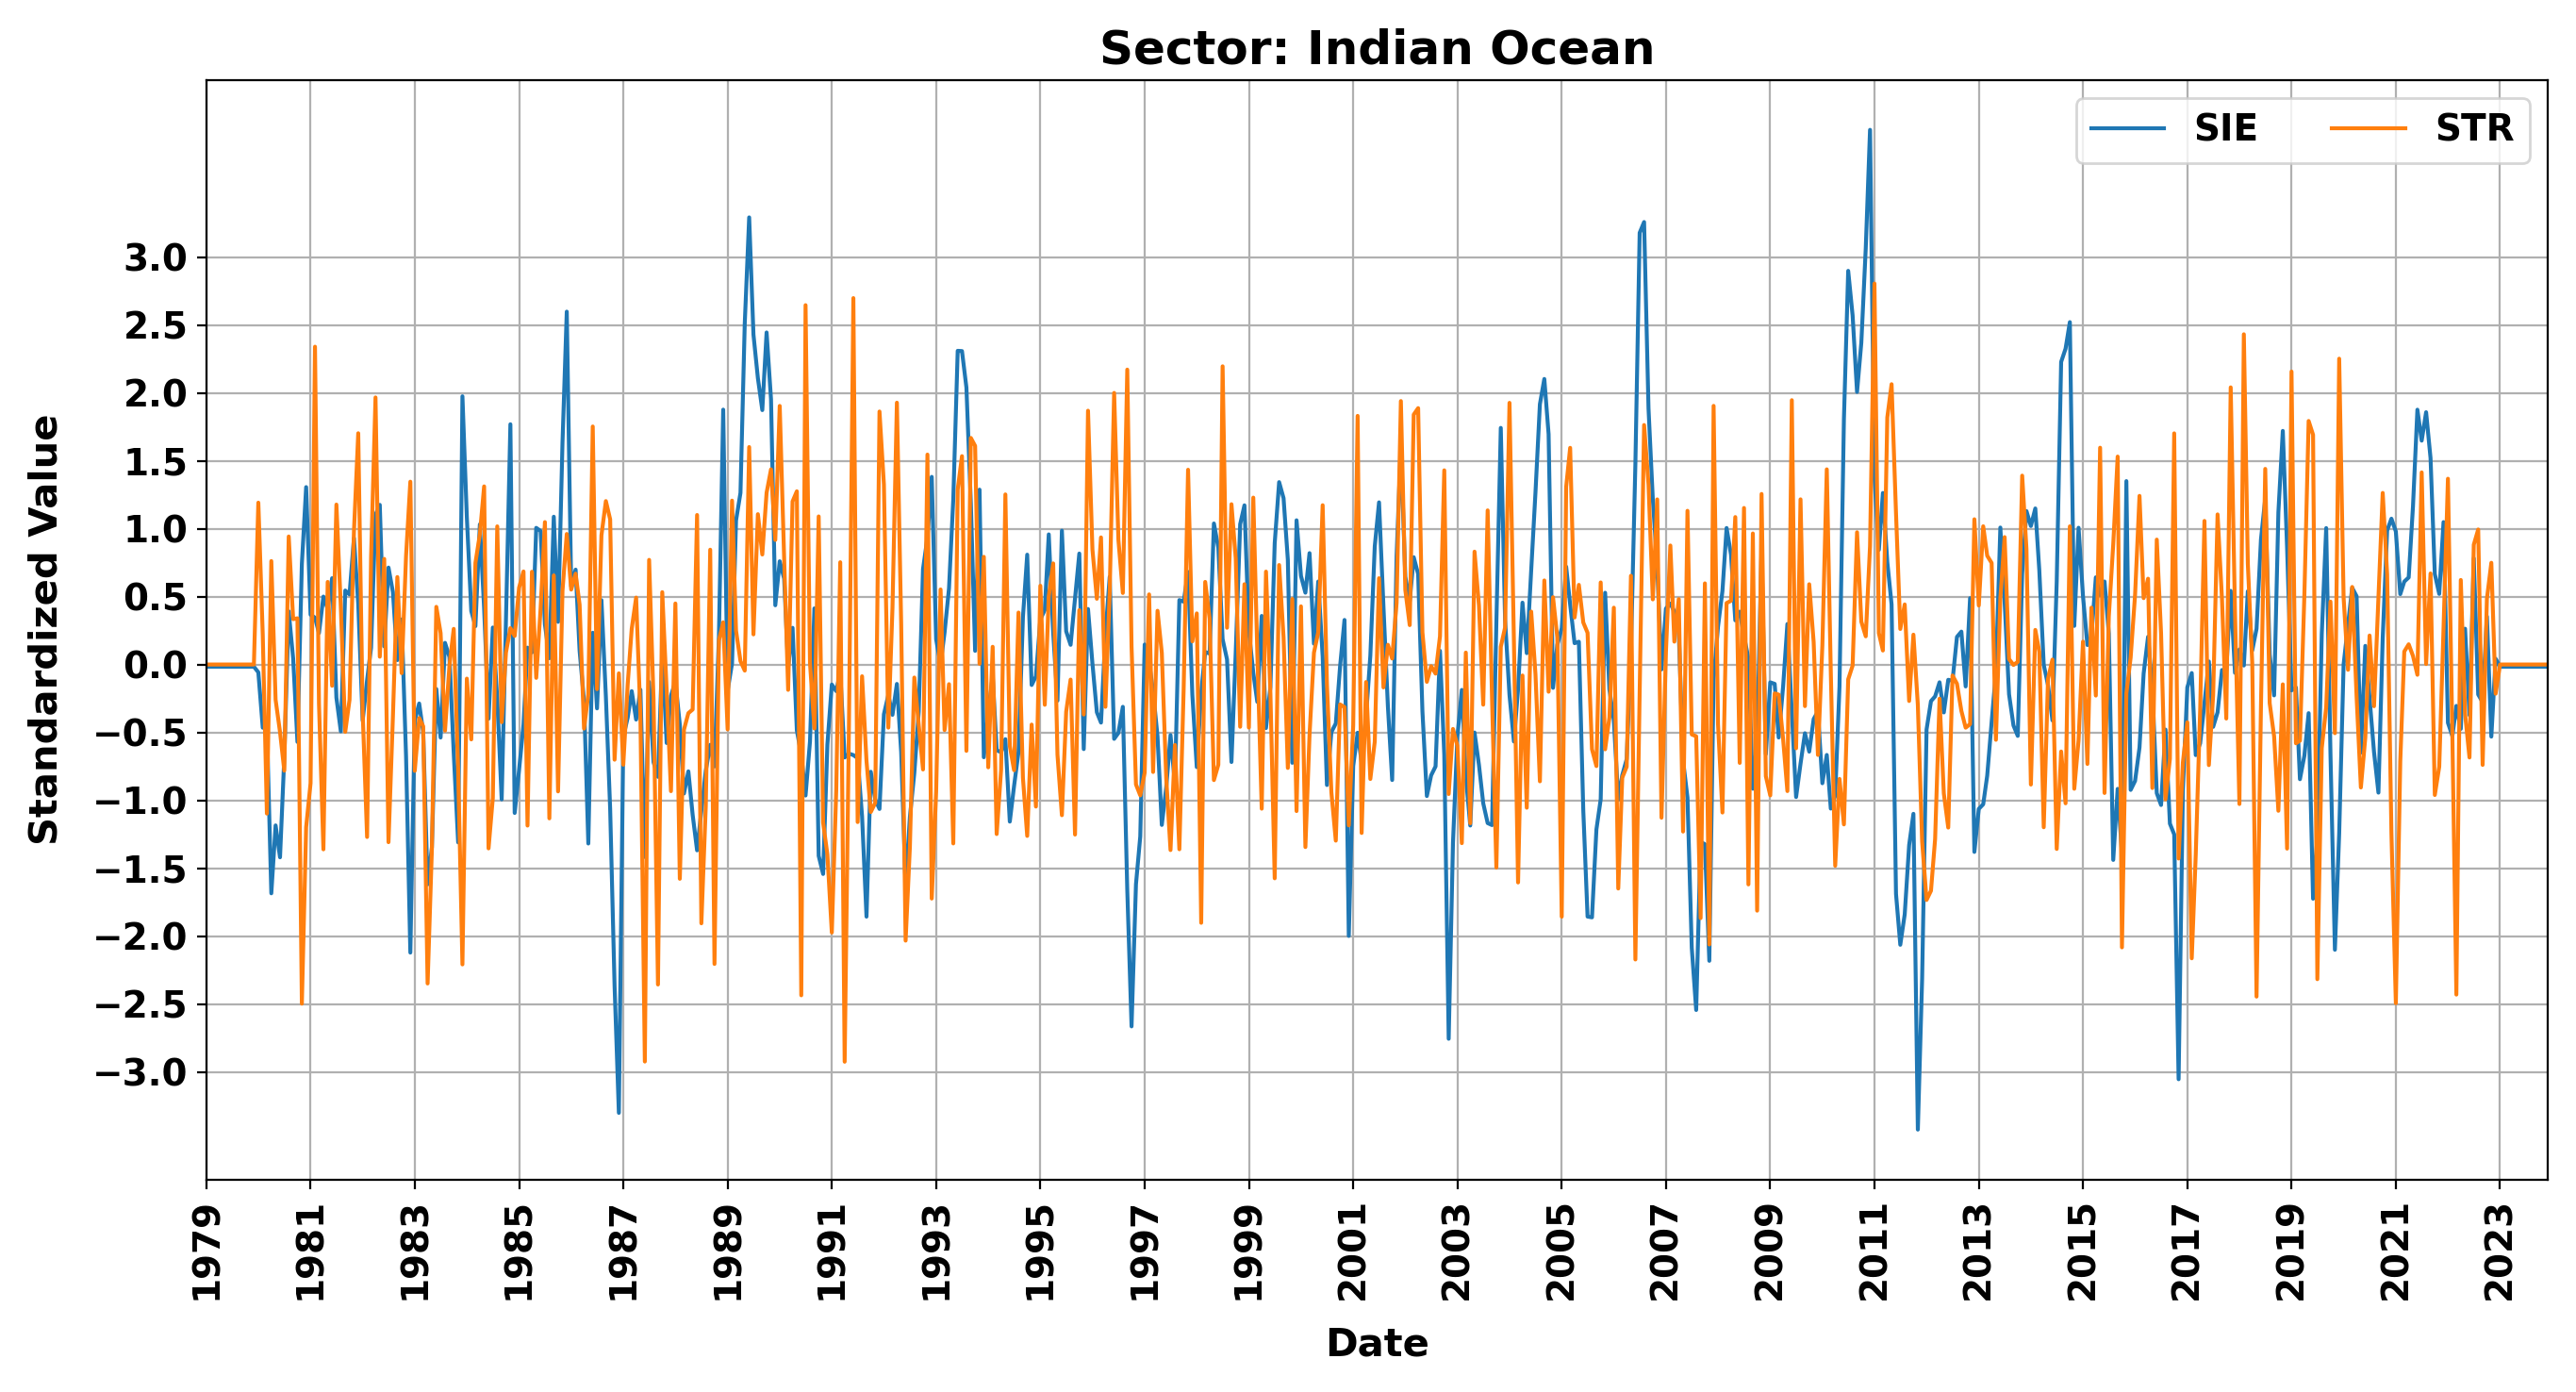 Sector: Indian Ocean
SIE STR
Standardized Value
3.0
2.5
2.0
1.5
1.0
0.5
0.0
−0.5
−1.0
−1.5
−2.0
−2.5
−3.0
1979 1981 1983 1985 1987 1989 1991 1993 1995 1997 1999 2001 2003 2005 2007 2009 2011 2013 2015 2017 2019 2021 2023
Date